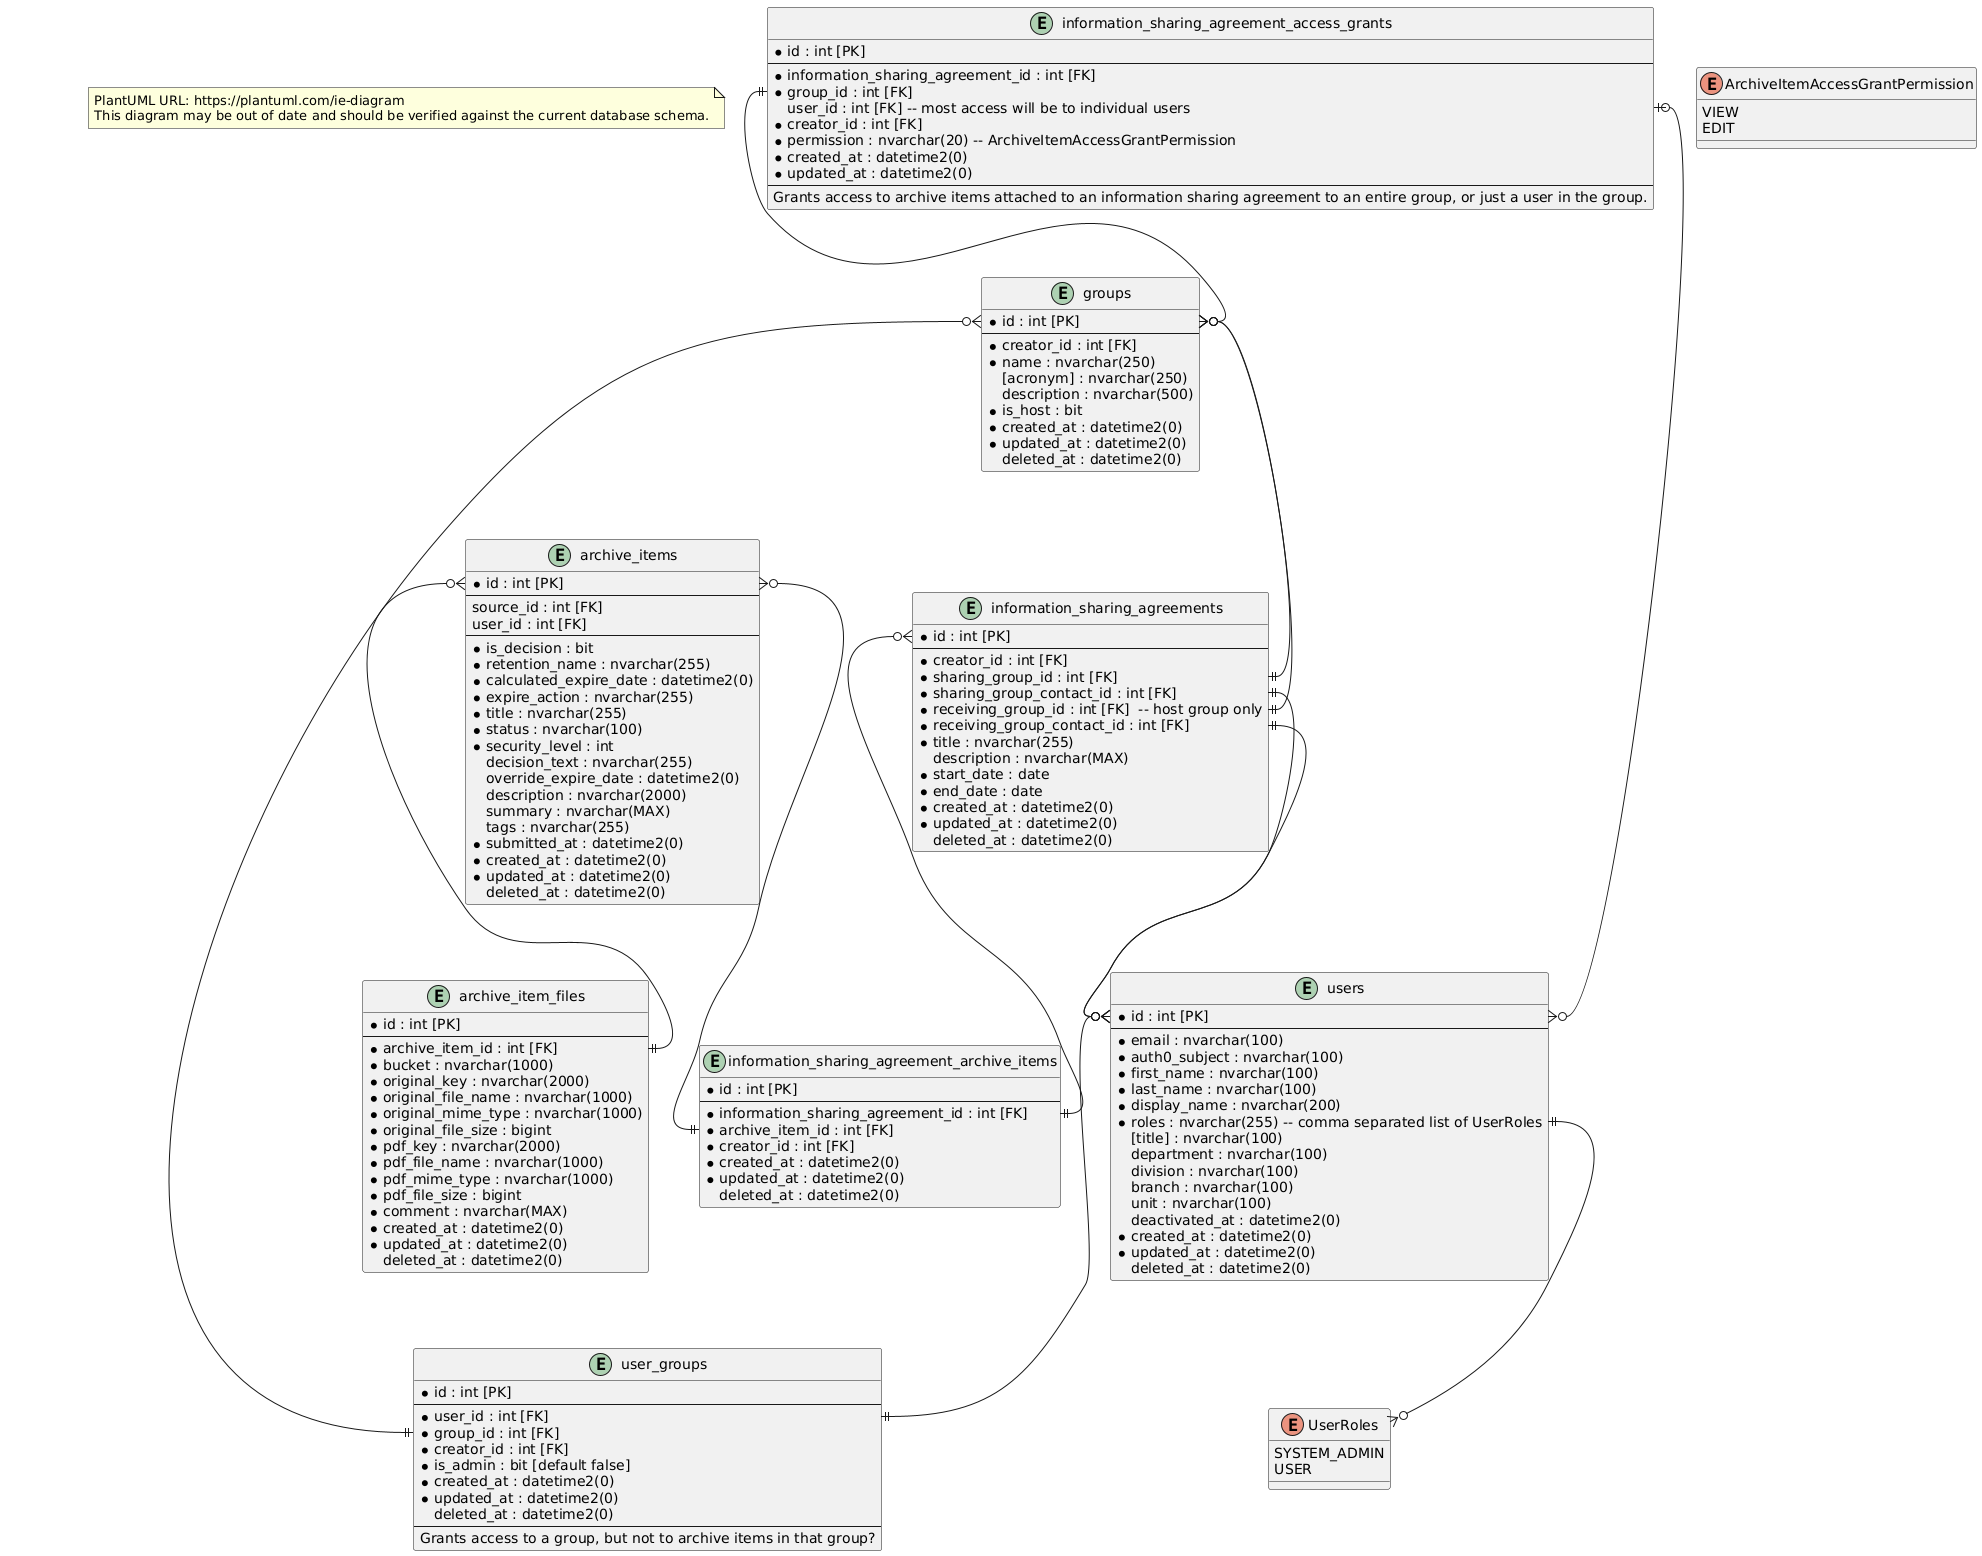 E information_sharing_agreement_access_grants
id : int [PK]
information_sharing_agreement_id : int [FK]
group_id : int [FK]
user_id : int [FK] -- most access will be to individual users
creator_id : int [FK]
permission : nvarchar(20) -- ArchiveItemAccessGrantPermission
created_at : datetime2(0)
updated_at : datetime2(0)
Grants access to archive items attached to an information sharing agreement to an entire group, or just a user in the group.
PlantUML URL: https://plantuml.com/ie-diagram
This diagram may be out of date and should be verified against the current database schema.
E ArchiveItemAccessGrantPermission
VIEW
EDIT
E groups
id : int [PK]
creator_id : int [FK]
name : nvarchar(250)
[acronym] : nvarchar(250)
description : nvarchar(500)
is_host : bit
created_at : datetime2(0)
updated_at : datetime2(0)
deleted_at : datetime2(0)
E archive_items
id : int [PK]
source_id : int [FK]
user_id : int [FK]
is_decision : bit
retention_name : nvarchar(255)
calculated_expire_date : datetime2(0)
expire_action : nvarchar(255)
title : nvarchar(255)
status : nvarchar(100)
security_level : int
decision_text : nvarchar(255)
override_expire_date : datetime2(0)
description : nvarchar(2000)
summary : nvarchar(MAX)
tags : nvarchar(255)
submitted_at : datetime2(0)
created_at : datetime2(0)
updated_at : datetime2(0)
deleted_at : datetime2(0)
E information_sharing_agreements
id : int [PK]
creator_id : int [FK]
sharing_group_id : int [FK]
sharing_group_contact_id : int [FK]
receiving_group_id : int [FK]  -- host group only
receiving_group_contact_id : int [FK]
title : nvarchar(255)
description : nvarchar(MAX)
start_date : date
end_date : date
created_at : datetime2(0)
updated_at : datetime2(0)
deleted_at : datetime2(0)
E archive_item_files
id : int [PK]
archive_item_id : int [FK]
bucket : nvarchar(1000)
original_key : nvarchar(2000)
original_file_name : nvarchar(1000)
original_mime_type : nvarchar(1000)
original_file_size : bigint
pdf_key : nvarchar(2000)
pdf_file_name : nvarchar(1000)
pdf_mime_type : nvarchar(1000)
pdf_file_size : bigint
comment : nvarchar(MAX)
created_at : datetime2(0)
updated_at : datetime2(0)
deleted_at : datetime2(0)
E information_sharing_agreement_archive_items
id : int [PK]
information_sharing_agreement_id : int [FK]
archive_item_id : int [FK]
creator_id : int [FK]
created_at : datetime2(0)
updated_at : datetime2(0)
deleted_at : datetime2(0)
E users
id : int [PK]
email : nvarchar(100)
auth0_subject : nvarchar(100)
first_name : nvarchar(100)
last_name : nvarchar(100)
display_name : nvarchar(200)
roles : nvarchar(255) -- comma separated list of UserRoles
[title] : nvarchar(100)
department : nvarchar(100)
division : nvarchar(100)
branch : nvarchar(100)
unit : nvarchar(100)
deactivated_at : datetime2(0)
created_at : datetime2(0)
updated_at : datetime2(0)
deleted_at : datetime2(0)
E user_groups
id : int [PK]
user_id : int [FK]
group_id : int [FK]
creator_id : int [FK]
is_admin : bit [default false]
created_at : datetime2(0)
updated_at : datetime2(0)
deleted_at : datetime2(0)
Grants access to a group, but not to archive items in that group?
E UserRoles
SYSTEM_ADMIN
USER